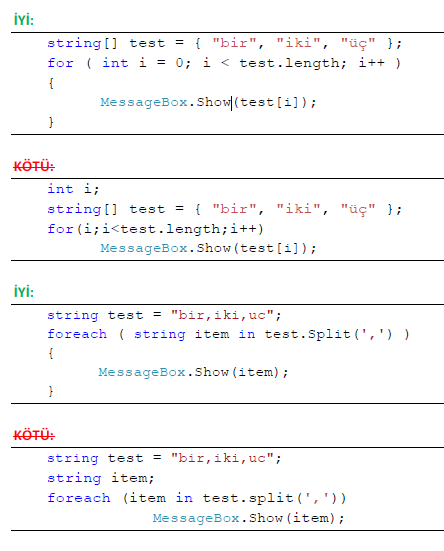 İYİ:
string[] test = { "bir", "iki", "üç" };
for ( int i = 0; i < test.length; i++ )
{
MessageBox.Show(test[i]);
}
KÖTÜ:
int i;
string[] test = { "bir", "iki", "üç" };
for(i;i<test.length;i++)
MessageBox.Show(test[i]);
İYİ:
string test = "bir,iki,uc";
foreach ( string item in test.Split(',') )
{
MessageBox.Show(item);
}
KÖTÜ:
string test = "bir,iki,uc";
string item;
foreach (item in test.split(','))
MessageBox.Show(item);